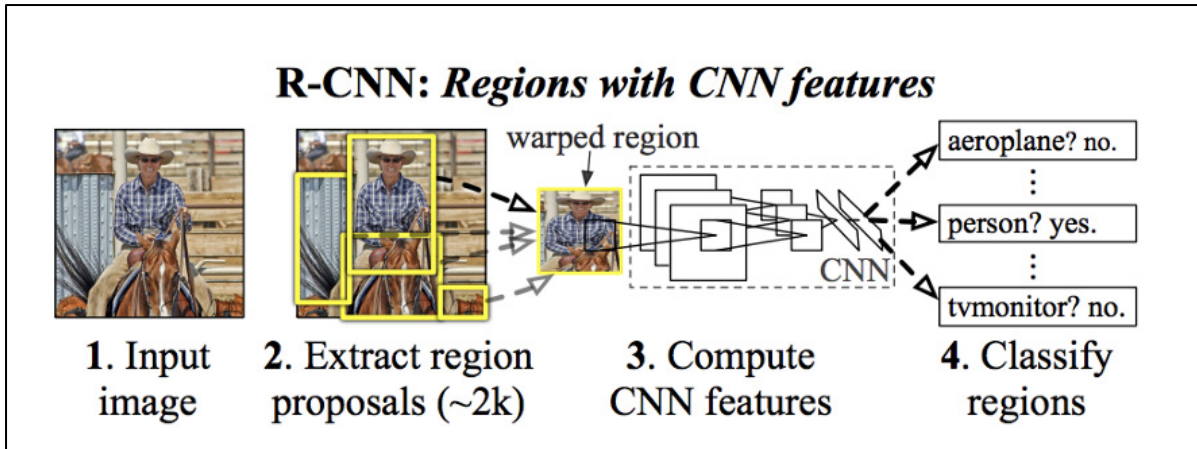 R-CNN: Regions with CNN features
warped region
aeroplane? no.
⋮
person? yes.
⋮
tvmonitor? no.
CNN
1. Input
image
2. Extract region
proposals (~2k)
3. Compute
CNN features
4. Classify
regions